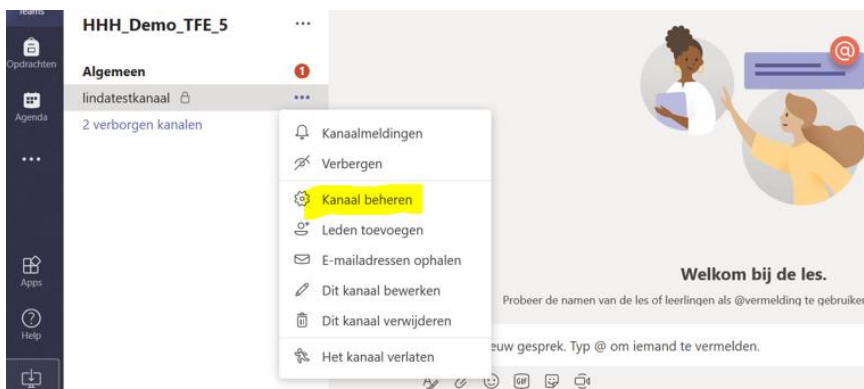 Teams
Opdrachten
Agenda
Apps
Help
HHH_Demo_TFE_5
Algemeen
1
lindatestkanaal
2 verborgen kanalen
Kanaalmeldingen
Verbergen
Kanaal beheren
Leden toevoegen
E-mailadressen ophalen
Dit kanaal bewerken
Dit kanaal verwijderen
Het kanaal verlaten
@
Welkom bij de les.
Probeer de namen van de les of leerlingen als @vermelding te gebruiken
gesprek. Typ @ om iemand te vermelden.
GIF